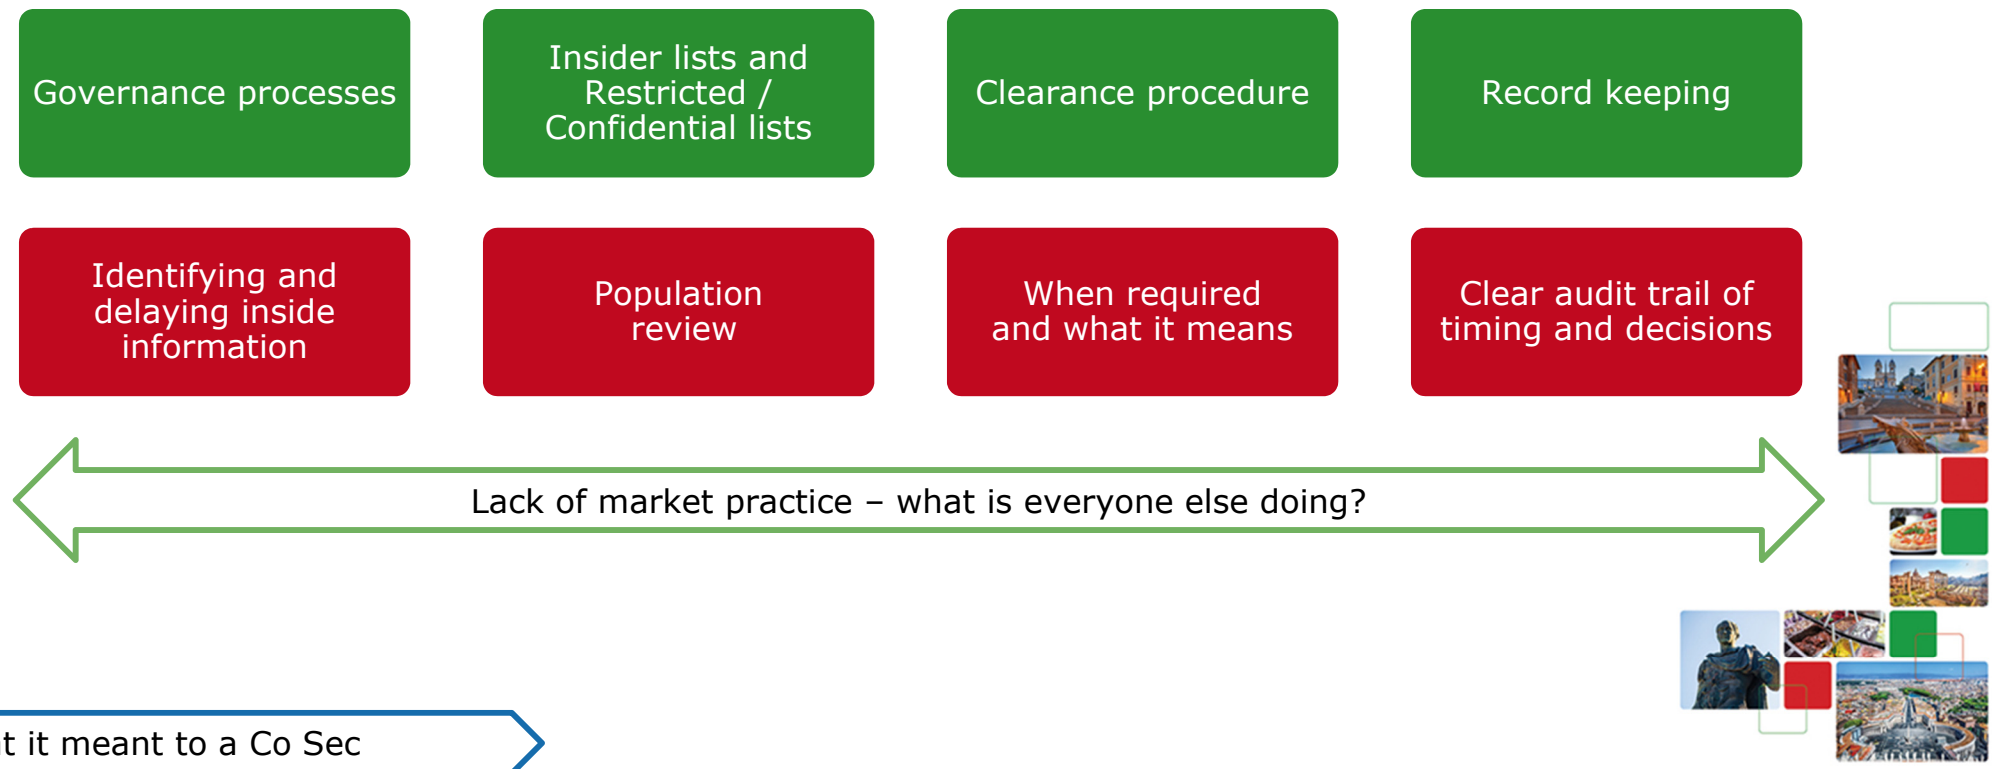 Governance processes
Insider lists and
Restricted /
Confidential lists
Clearance procedure
Record keeping
Identifying and
delaying inside
information
Population
review
When required
and what it means
Clear audit trail of
timing and decisions
Lack of market practice – what is everyone else doing?
it meant to a Co Sec